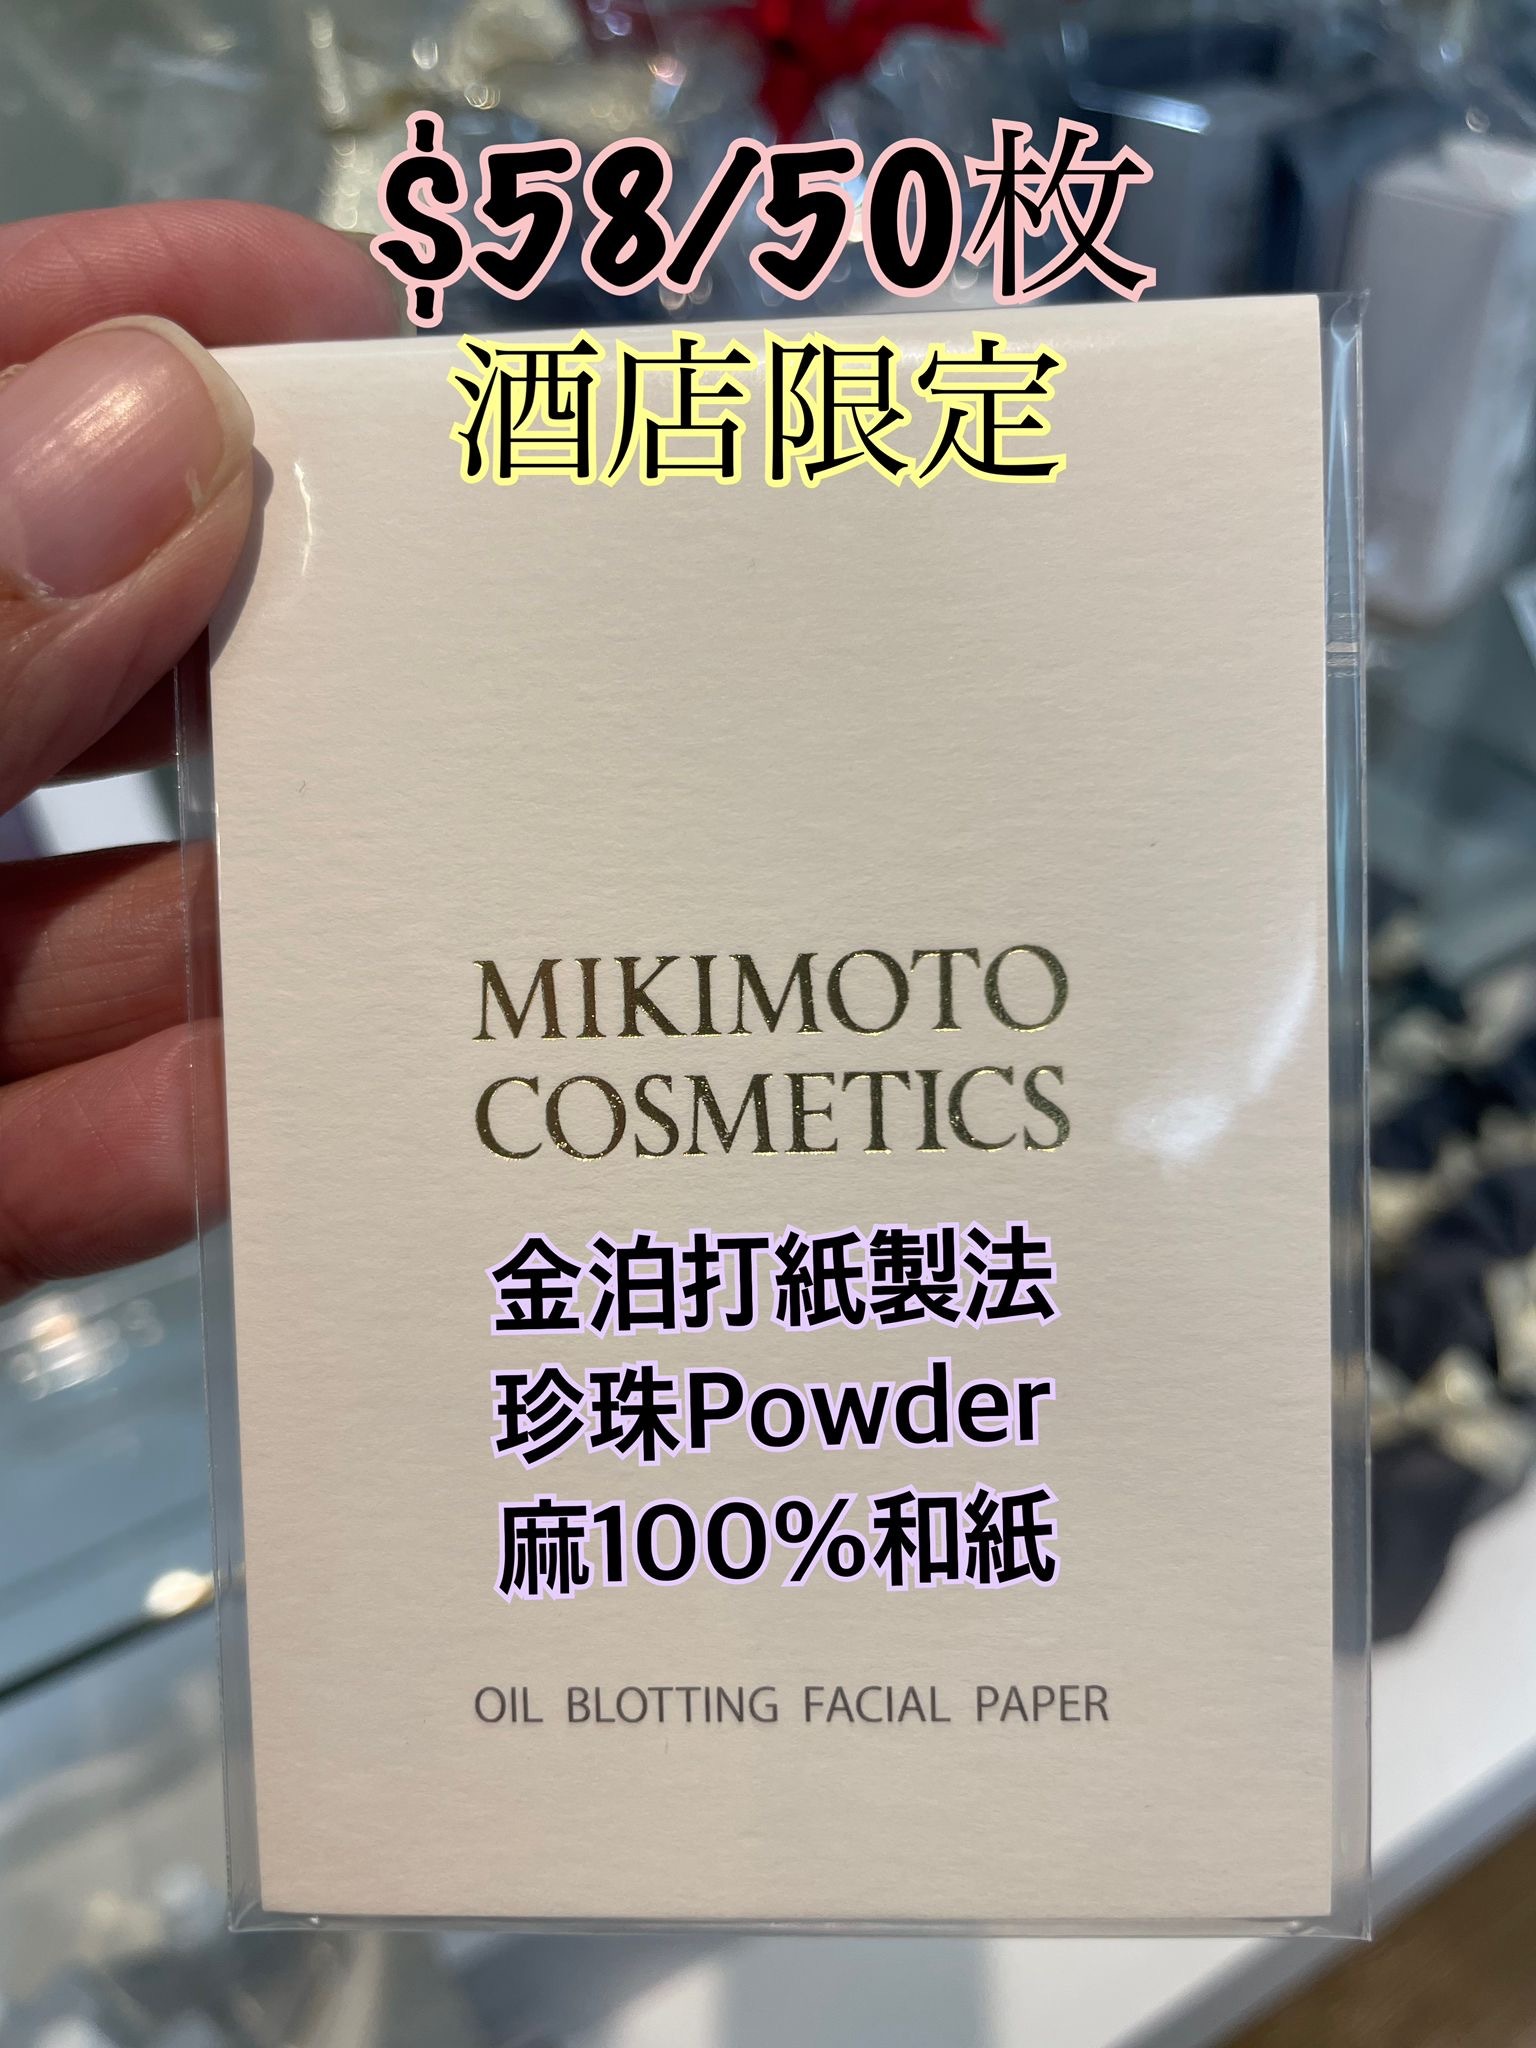 $58/50枚
酒店限定
MIKIMOTO
COSMETICS
金泊打紙製法
珍珠Powder
麻100%和紙
OIL BLOTTING FACIAL PAPER